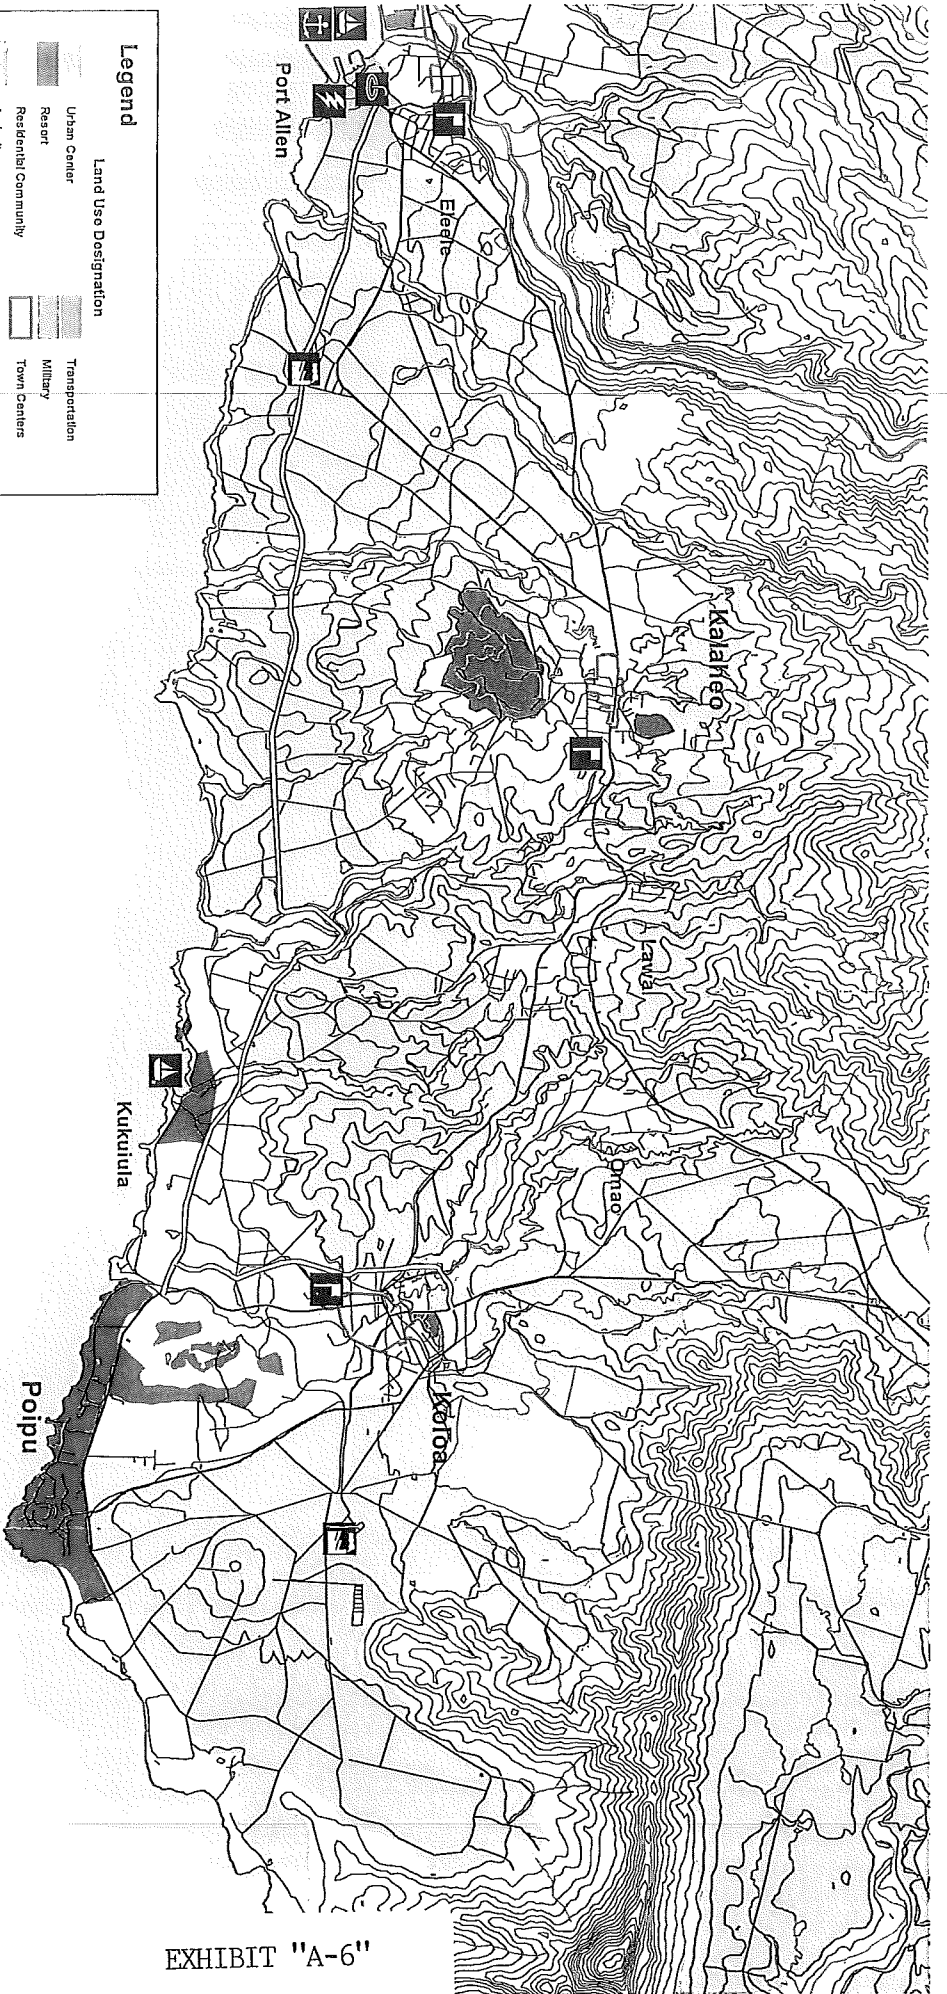 Legend
Land Use Designation
Urban Center
Resort
Residential Community
Transportation
Military
Town Centers
Port Allen
Eleele
Kalaheo
Lawai
Omao
Koloa
Kukuiula
Poipu
EXHIBIT "A-6"